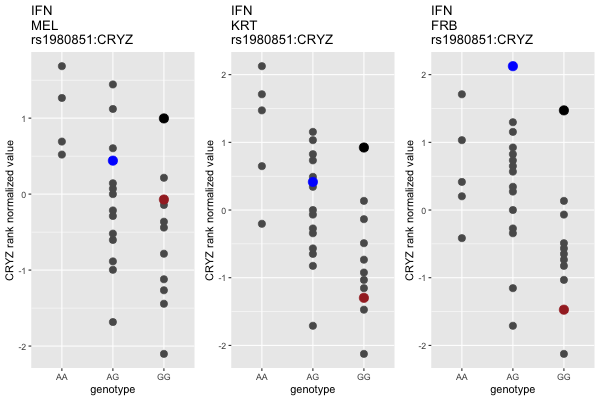 IFN
MEL
rs1980851:CRYZ
CRYZ rank normalized value
1
0
-1
-2
AA AG GG
genotype
IFN
KRT
rs1980851:CRYZ
CRYZ rank normalized value
2
1
0
-1
-2
AA AG GG
genotype
IFN
FRB
rs1980851:CRYZ
CRYZ rank normalized value
2
1
0
-1
-2
AA AG GG
genotype